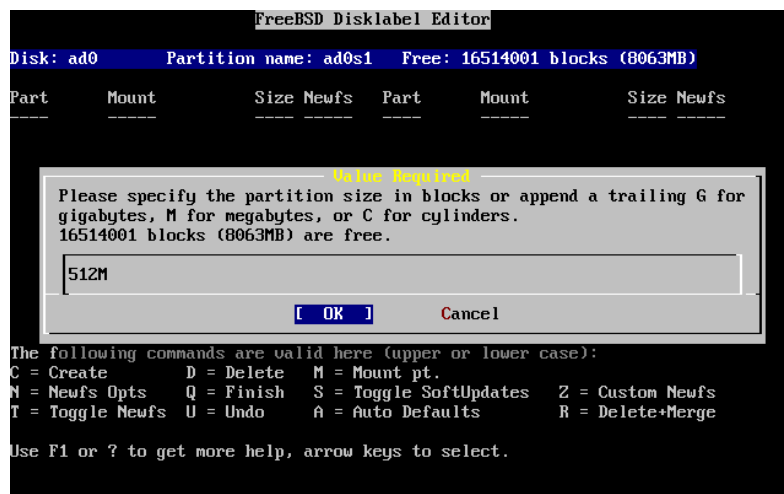 FreeBSD Disklabel Editor
Disk: ad0 Partition name: ad0s1 Free: 16514001 blocks (8063MB)
Part Mount Size Newfs Part Mount Size Newfs
---- ----- ---- ----- ---- ----- ---- -----
Value Required
Please specify the partition size in blocks or append a trailing G for
gigabytes, M for megabytes, or C for cylinders.
16514001 blocks (8063MB) are free.
512M
[ OK ] Cancel
The following commands are valid here (upper or lower case):
C = Create D = Delete M = Mount pt.
N = Newfs Opts Q = Finish S = Toggle SoftUpdates Z = Custom Newfs
T = Toggle Newfs U = Undo A = Auto Defaults R = Delete+Merge
Use F1 or ? to get more help, arrow keys to select.